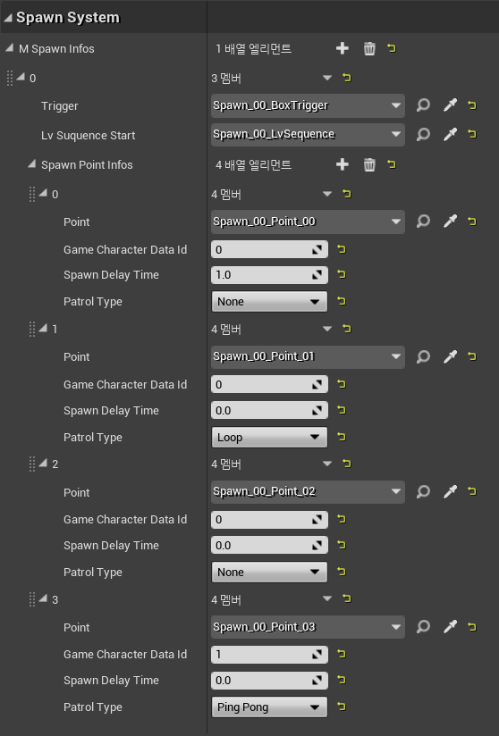 Spawn System
M Spawn Infos 1 배열 엘리먼트
0 3 멤버
Trigger Spawn_00_BoxTrigger
Lv Suquence Start Spawn_00_LvSequence
Spawn Point Infos 4 배열 엘리먼트
0 4 멤버
Point Spawn_00_Point_00
Game Character Data Id 0
Spawn Delay Time 1.0
Patrol Type None
1 4 멤버
Point Spawn_00_Point_01
Game Character Data Id 0
Spawn Delay Time 0.0
Patrol Type Loop
2 4 멤버
Point Spawn_00_Point_02
Game Character Data Id 0
Spawn Delay Time 0.0
Patrol Type None
3 4 멤버
Point Spawn_00_Point_03
Game Character Data Id 1
Spawn Delay Time 0.0
Patrol Type Ping Pong